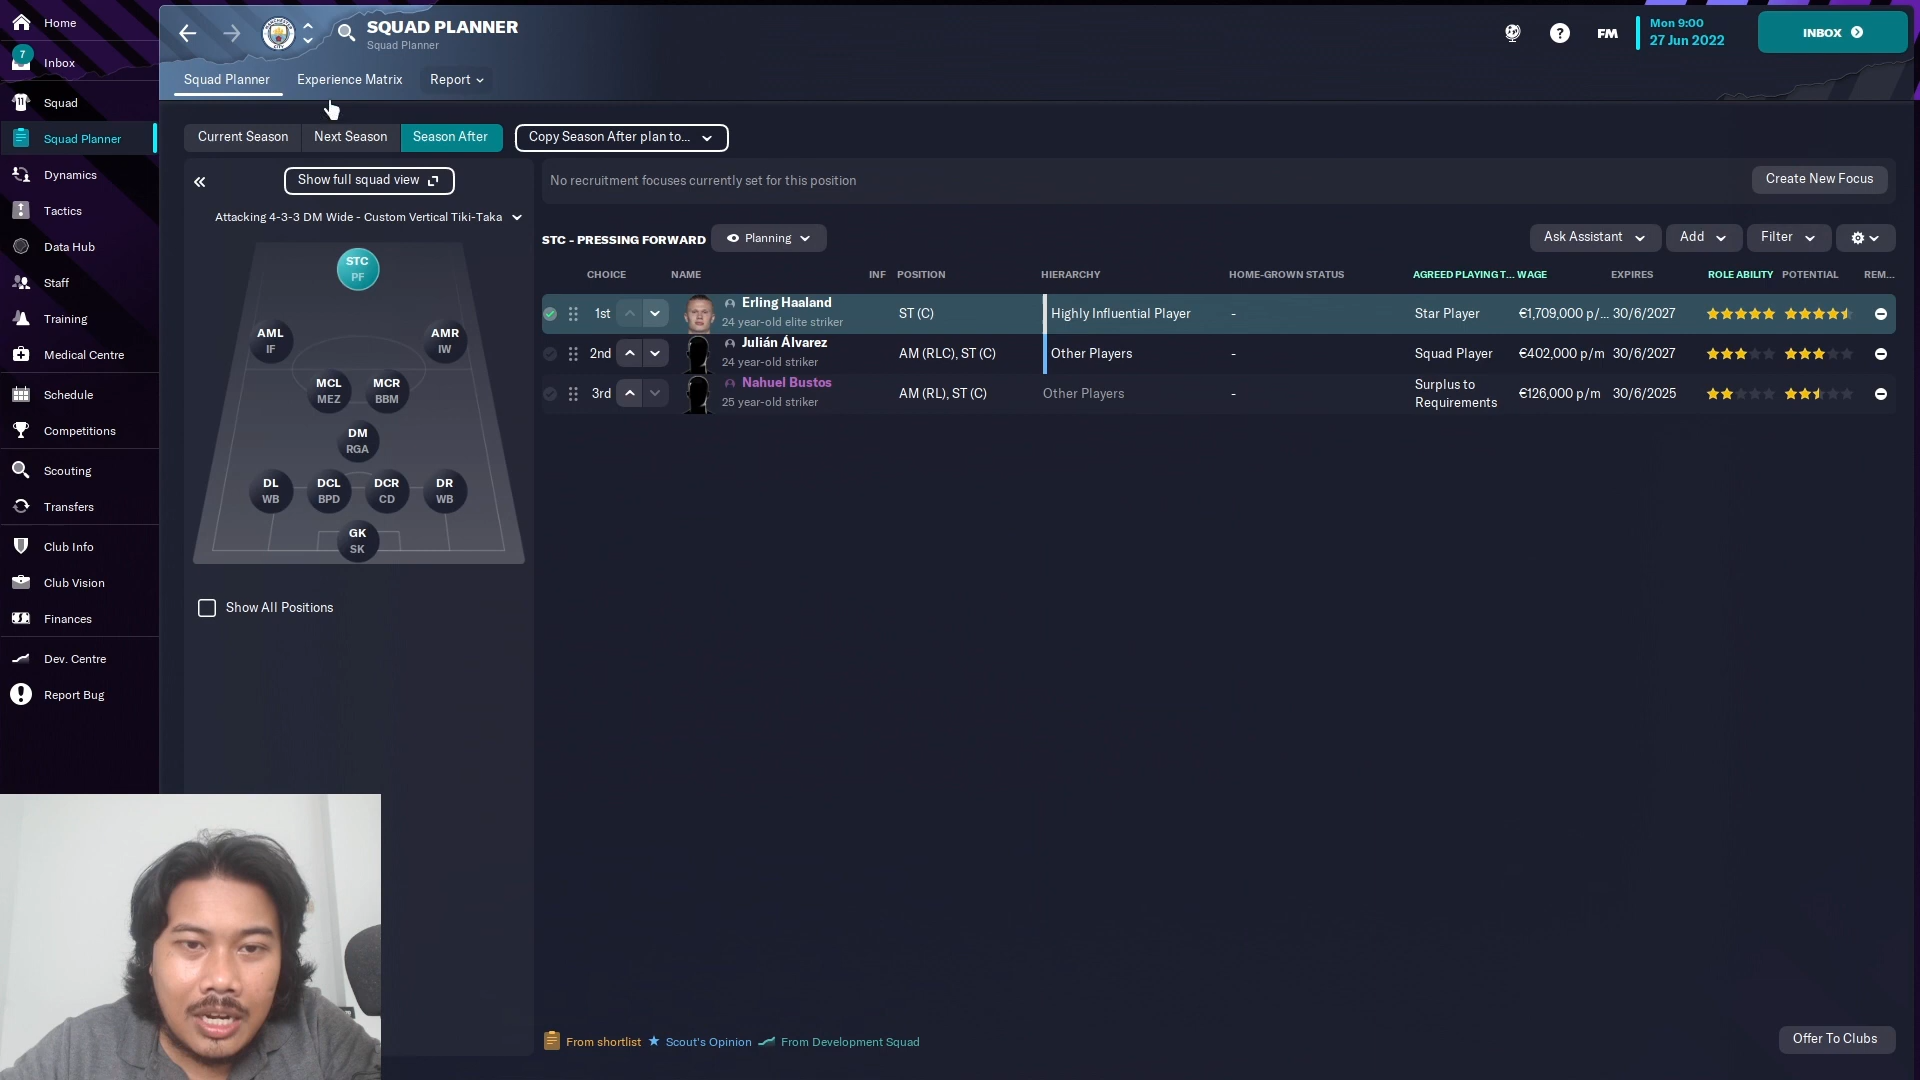 Home
7
Inbox
Squad
Squad Planner
Dynamics
Tactics
Data Hub
Staff
Training
Medical Centre
Schedule
Competitions
Scouting
Transfers
Club Info
Club Vision
Finances
Dev. Centre
Report Bug
SQUAD PLANNER
Squad Planner
FM
Mon 9:00
27 Jun 2022
INBOX
Squad Planner
Experience Matrix
Report
Current Season
Next Season
Season After
Copy Season After plan to...
Show full squad view
Attacking 4-3-3 DM Wide - Custom Vertical Tiki-Taka
STC
PF
AML
IF
AMR
IW
MCL
MEZ
MCR
BBM
DM
RGA
DL
WB
DCL
BPD
DCR
CD
DR
WB
GK
SK
Show All Positions
No recruitment focuses currently set for this position
Create New Focus
STC - PRESSING FORWARD
Planning
Ask Assistant
Add
Filter
CHOICE NAME INF POSITION HIERARCHY HOME-GROWN STATUS AGREED PLAYING T... WAGE EXPIRES ROLE ABILITY POTENTIAL REM...
1st Erling Haaland ST (C) Highly Influential Player - Star Player €1,709,000 p/... 30/6/2027
24 year-old elite striker
2nd Julián Álvarez AM (RLC), ST (C) Other Players - Squad Player €402,000 p/m 30/6/2027
24 year-old striker
3rd Nahuel Bustos AM (RL), ST (C) Other Players - Surplus to Requirements €126,000 p/m 30/6/2025
25 year-old striker
From shortlist
Scout's Opinion
From Development Squad
Offer To Clubs